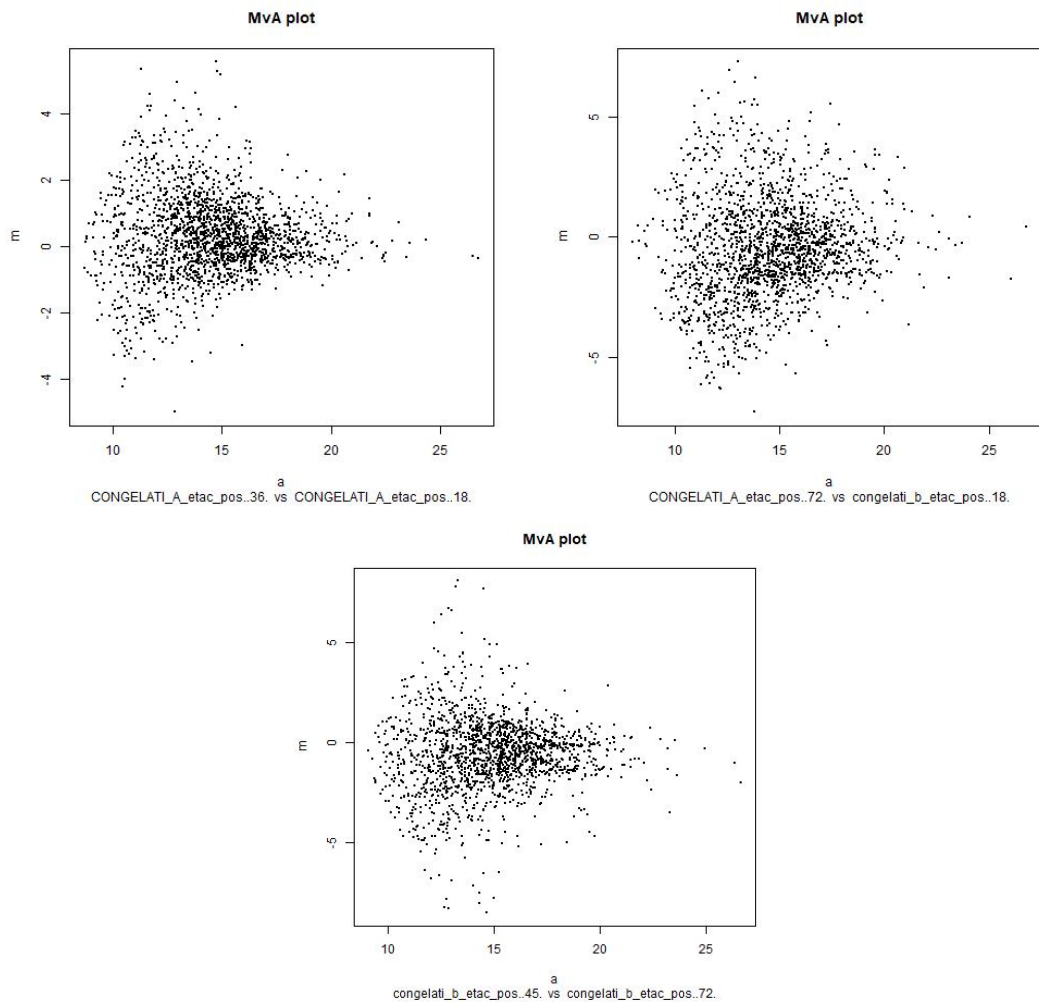 MvA plot
m
4
2
0
-2
-4
10 15 20 25
a
CONGELATI_A_etac_pos..36. vs CONGELATI_A_etac_pos..18.
MvA plot
m
5
0
-5
10 15 20 25
a
CONGELATI_A_etac_pos..72. vs congelati_b_etac_pos..18.
MvA plot
m
5
0
-5
10 15 20 25
a
congelati_b_etac_pos..45. vs congelati_b_etac_pos..72.